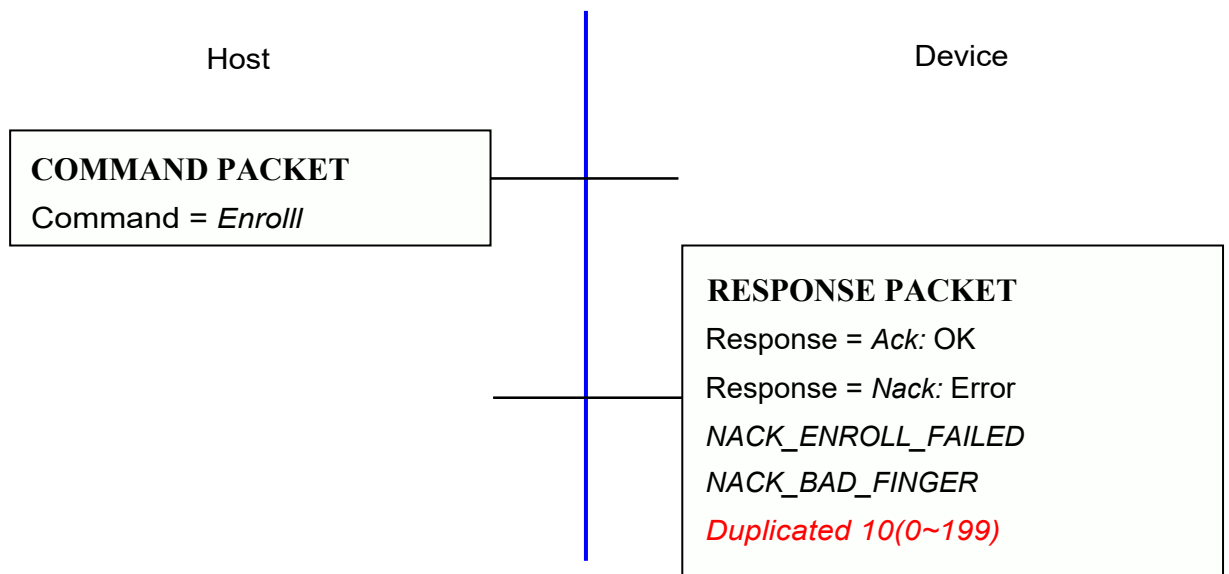 Host
Device
COMMAND PACKET
Command = Enrolll
RESPONSE PACKET
Response = Ack: OK
Response = Nack: Error
NACK_ENROLL_FAILED
NACK_BAD_FINGER
Duplicated 10(0~199)